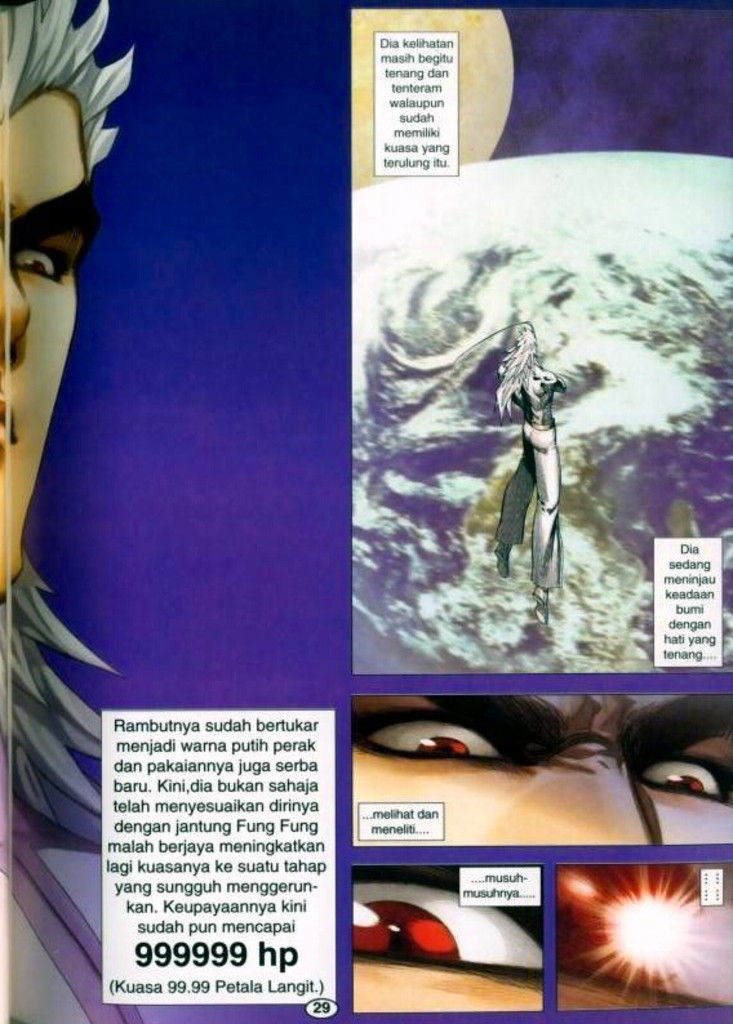 Dia kelihatan
masih begitu
tenang dan
tenteram
walaupun
sudah
memiliki
kuasa yang
terulung itu.
Dia
sedang
meninjau
keadaan
bumi
dengan
hati yang
tenang....
Rambutnya sudah bertukar
menjadi warna putih perak
dan pakaiannya juga serba
baru. Kini,dia bukan sahaja
telah menyesuaikan dirinya
dengan jantung Fung Fung
malah berjaya meningkatkan
lagi kuasanya ke suatu tahap
yang sungguh menggerun-
kan. Keupayaannya kini
sudah pun mencapai
999999 hp
(Kuasa 99.99 Petala Langit.)
...melihat dan
meneliti....
....musuh-
musuhnya.....
29